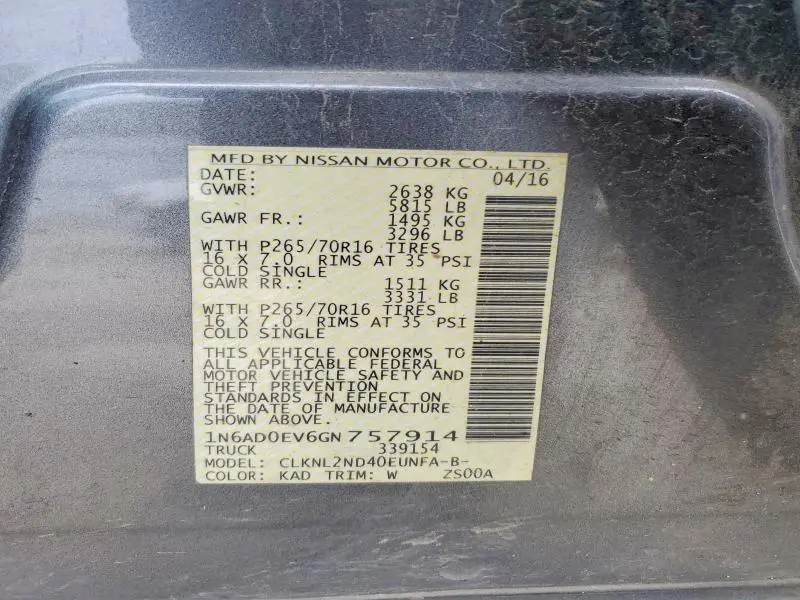 MFD BY NISSAN MOTOR CO., LTD.
DATE: 04/16
GVWR: 2638 KG
5815 LB
GAWR FR.: 1495 KG
3296 LB
WITH P265/70R16 TIRES
16 X 7.0 RIMS AT 35 PSI
COLD SINGLE
GAWR RR.: 1511 KG
3331 LB
WITH P265/70R16 TIRES
16 X 7.0 RIMS AT 35 PSI
COLD SINGLE
THIS VEHICLE CONFORMS TO
ALL APPLICABLE FEDERAL
MOTOR VEHICLE SAFETY AND
THEFT PREVENTION
STANDARDS IN EFFECT ON
THE DATE OF MANUFACTURE
SHOWN ABOVE.
1N6AD0EV6GN757914
TRUCK 339154
MODEL: CLKNL2ND40EUNFA-B-
COLOR: KAD TRIM: W ZS00A